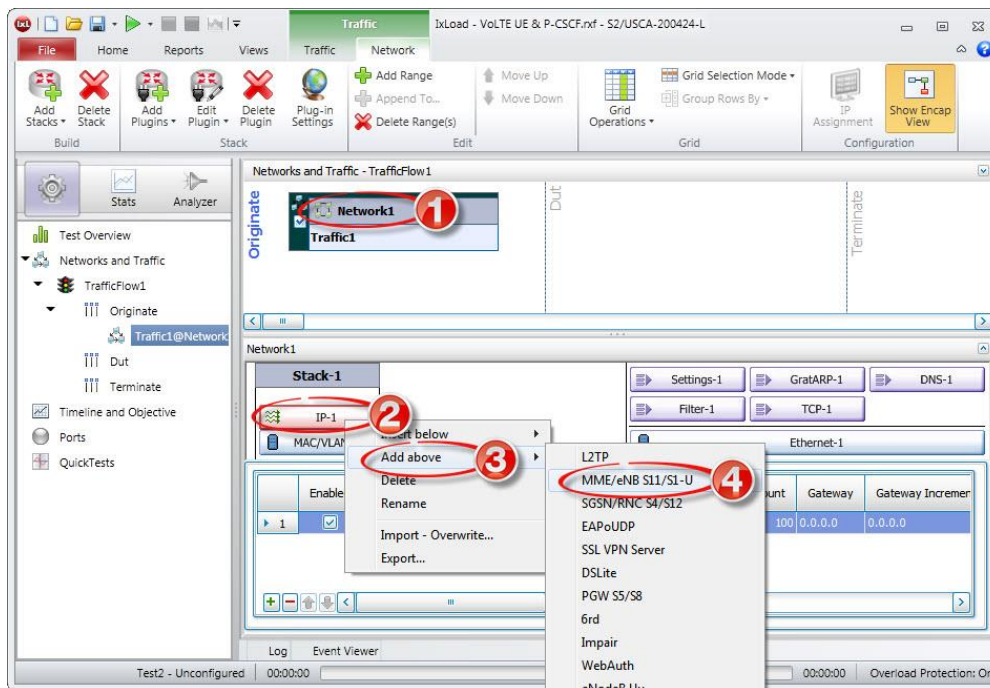 IXL
Traffic
IxLoad - VoLTE UE & P-CSCF.rxf - S2/USCA-200424-L
File Home Reports Views Traffic Network
Add Stacks
Delete Stack
Add Plugins
Edit Plugin
Delete Plugin
Plug-in Settings
Add Range
Append To...
Delete Range(s)
Move Up
Move Down
Grid Operations
Grid Selection Mode
Group Rows By
IP Assignment
Show Encap View
Build Stack Edit Grid Configuration
Stats
Analyzer
Test Overview
Networks and Traffic
TrafficFlow1
Originate
Traffic1@Network
Dut
Terminate
Timeline and Objective
Ports
QuickTests
Networks and Traffic - TrafficFlow1
Originate
Network1
1
Traffic1
Dut
Terminate
Network1
Stack-1
IP-1
2
MAC/VLAN
Settings-1
GratARP-1
DNS-1
Filter-1
TCP-1
Ethernet-1
Insert below
Add above
3
Delete
Rename
Import - Overwrite...
Export...
L2TP
MME/eNB S11/S1-U
4
SGSN/RNC S4/S12
EAPoUDP
SSL VPN Server
DSLite
PGW S5/S8
6rd
Impair
WebAuth
eNodeB Uu
Enable
unt
Gateway
Gateway Incremen
1
100
0.0.0.0
0.0.0.0
Log
Event Viewer
Test2 - Unconfigured
00:00:00
00:00:00
Overload Protection: On